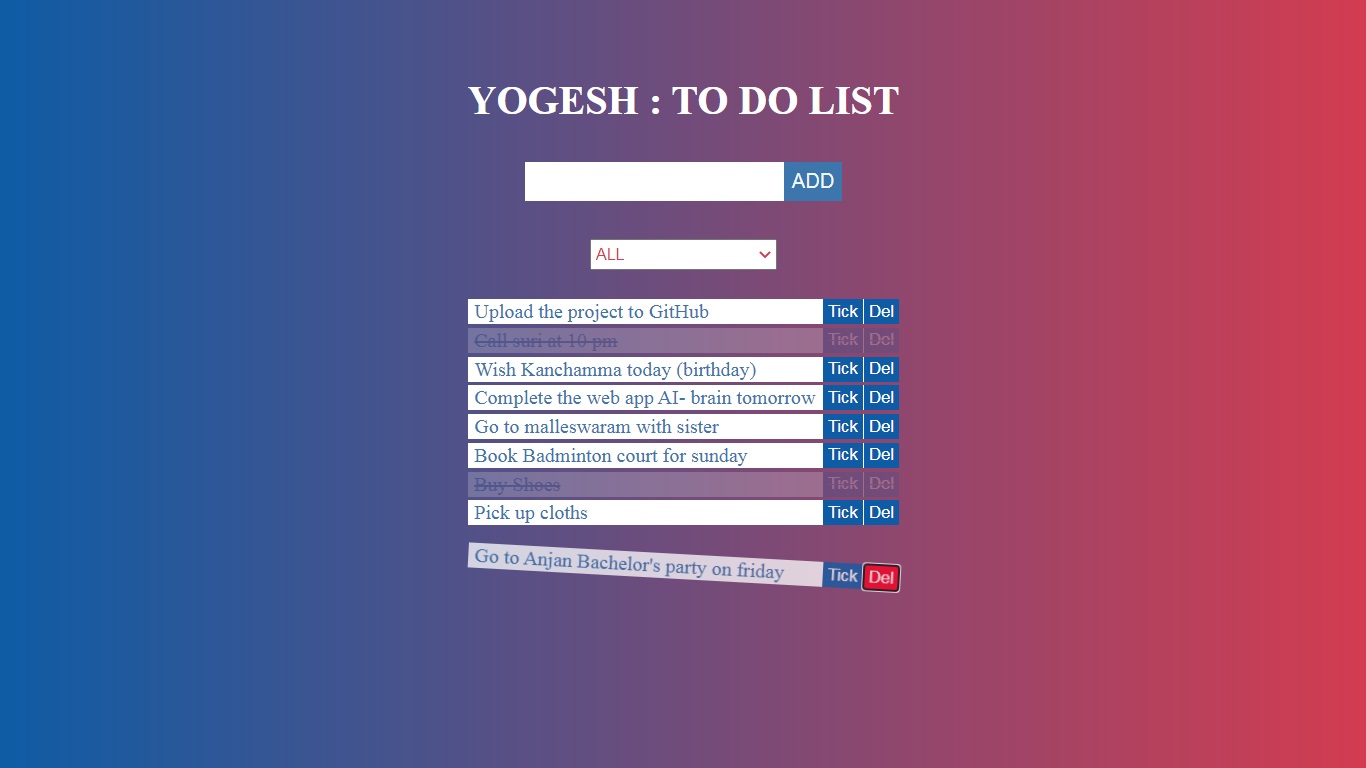 YOGESH : TO DO LIST
ADD
ALL
Upload the project to GitHub Tick Del
Call suri at 10 pm Tick Del
Wish Kanchamma today (birthday) Tick Del
Complete the web app AI- brain tomorrow Tick Del
Go to malleswaram with sister Tick Del
Book Badminton court for sunday Tick Del
Buy Shoes Tick Del
Pick up cloths Tick Del
Go to Anjan Bachelor's party on friday Tick Del